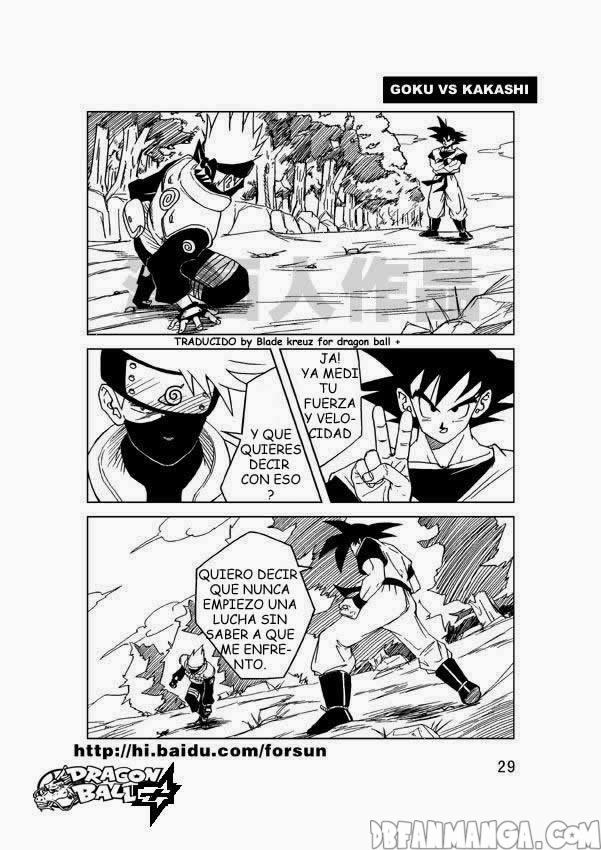 GOKU VS KAKASHI
TRADUCIDO by Blade kreuz for dragon ball +
JA!
YA MEDI
TU
FUERZA
Y VELO-
CIDAD
Y QUE
QUIERES
DECIR
CON ESO
?
QUIERO DECIR
QUE NUNCA
EMPIEZO UNA
LUCHA SIN
SABER A QUE
ME ENFRE-
NTO.
http://hi.baidu.com/forsun
29
DRAGON
BALL
DBFANMANGA.COM